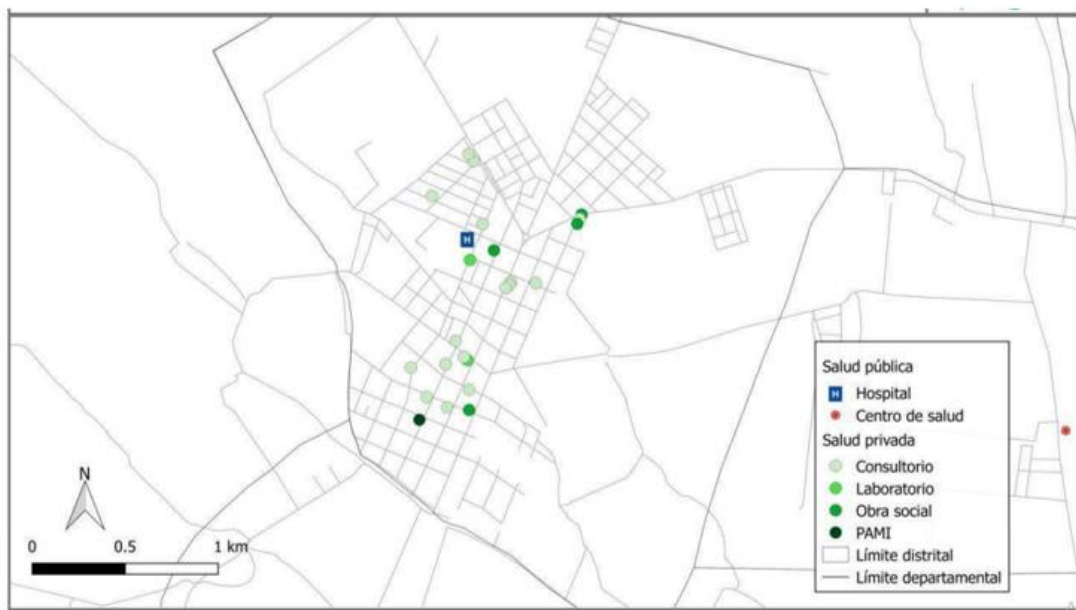 H
N
0 0.5 1 km
Salud pública
H Hospital
Centro de salud
Salud privada
Consultorio
Laboratorio
Obra social
PAMI
Límite distrital
Límite departamental